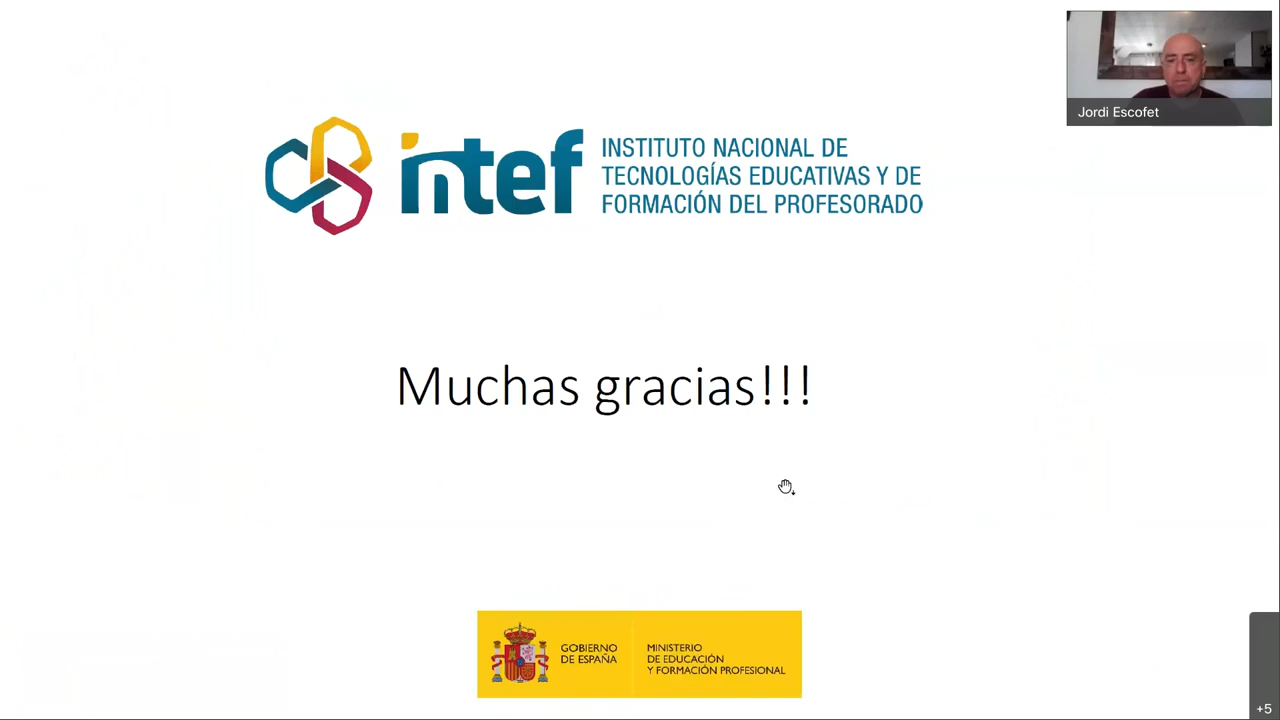 Jordi Escofet
intef
INSTITUTO NACIONAL DE
TECNOLOGÍAS EDUCATIVAS Y DE
FORMACIÓN DEL PROFESORADO
Muchas gracias!!!
GOBIERNO
DE ESPAÑA
MINISTERIO
DE EDUCACIÓN
Y FORMACIÓN PROFESIONAL
+5